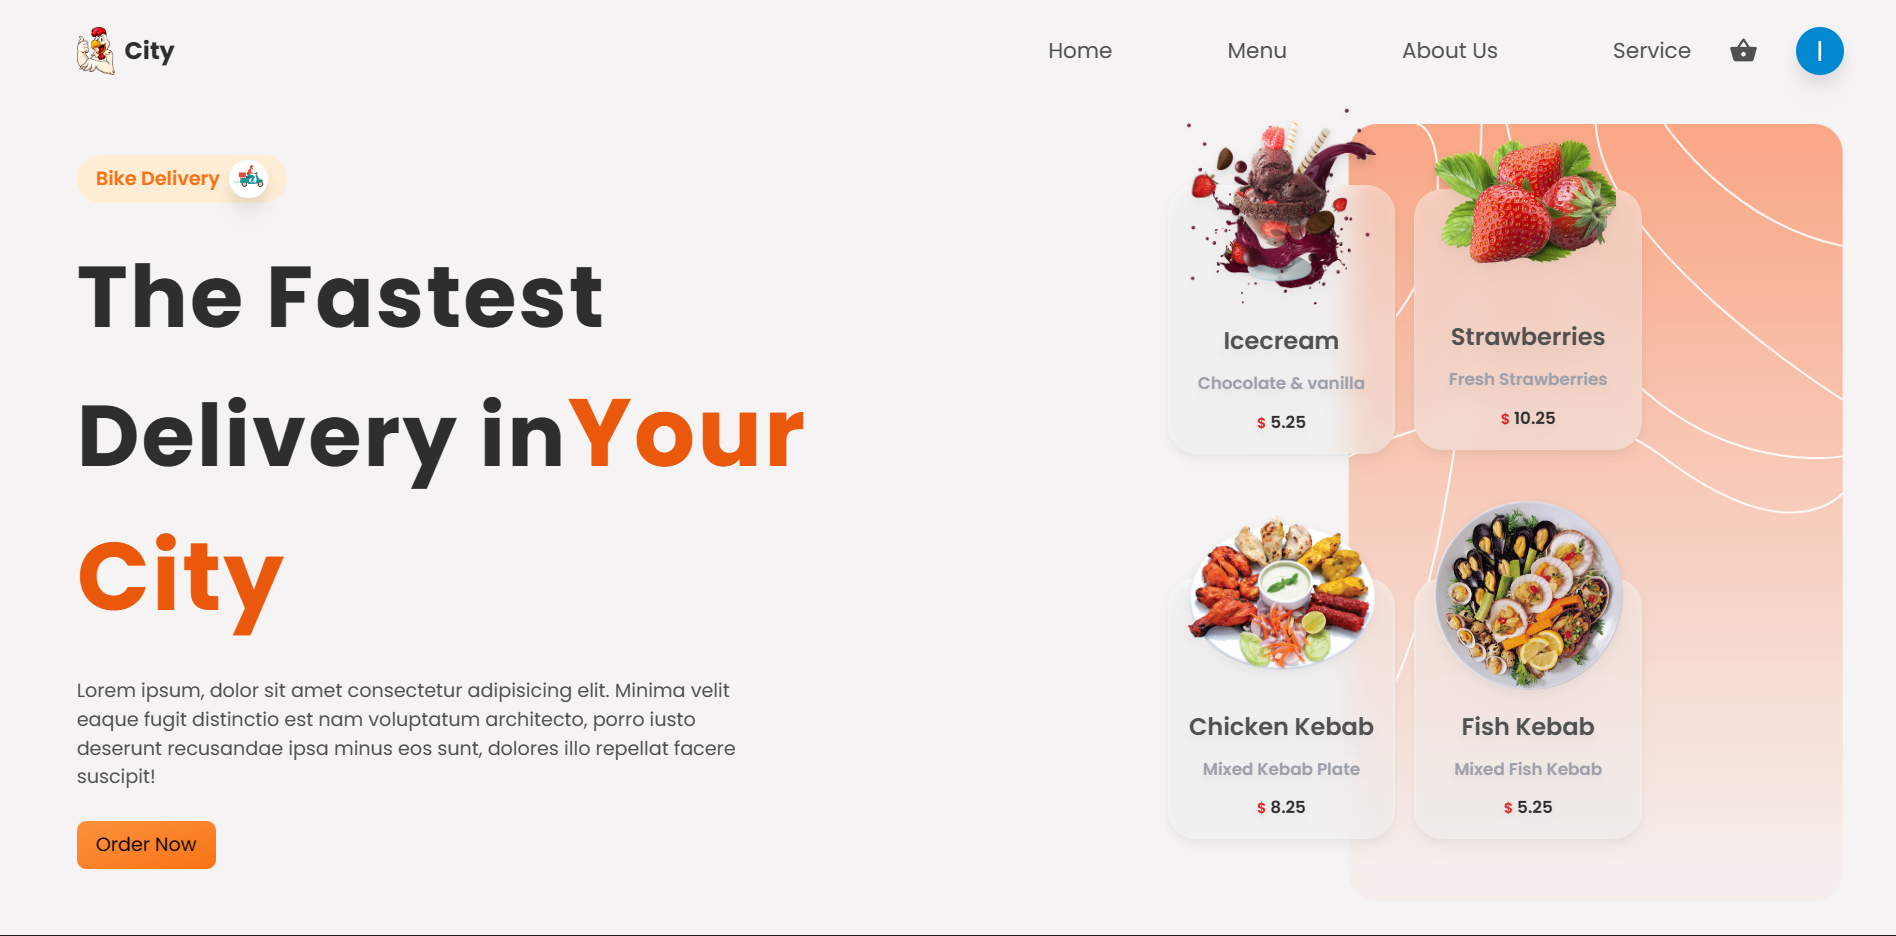 City
Home
Menu
About Us
Service
I
Bike Delivery
The Fastest
Delivery inYour
City
Lorem ipsum, dolor sit amet consectetur adipisicing elit. Minima velit
eaque fugit distinctio est nam voluptatum architecto, porro iusto
deserunt recusandae ipsa minus eos sunt, dolores illo repellat facere
suscipit!
Order Now
Icecream
Chocolate & vanilla
$ 5.25
Strawberries
Fresh Strawberries
$ 10.25
Chicken Kebab
Mixed Kebab Plate
$ 8.25
Fish Kebab
Mixed Fish Kebab
$ 5.25